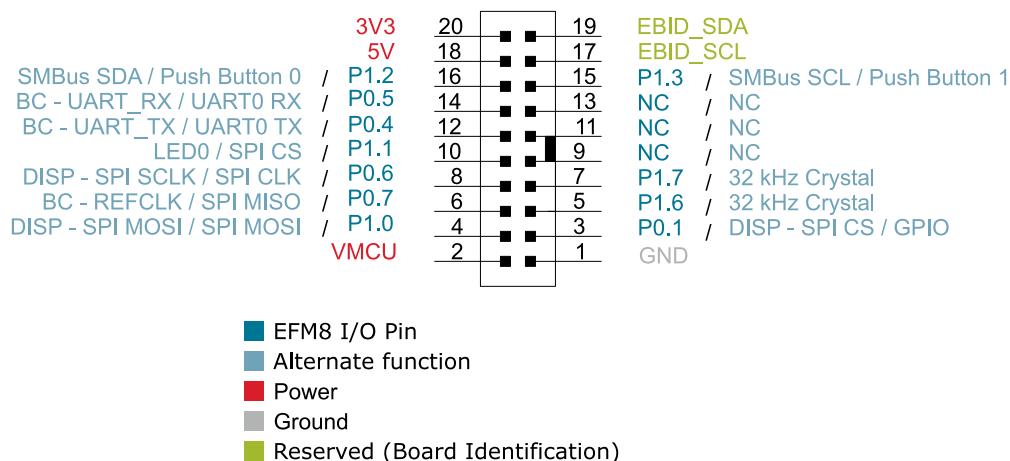 3V3 20 19 EBID_SDA
5V 18 17 EBID_SCL
SMBus SDA / Push Button 0 / P1.2 16 15 P1.3 / SMBus SCL / Push Button 1
BC - UART_RX / UART0 RX / P0.5 14 13 NC / NC
BC - UART_TX / UART0 TX / P0.4 12 11 NC / NC
LED0 / SPI CS / P1.1 10 9 NC / NC
DISP - SPI SCLK / SPI CLK / P0.6 8 7 P1.7 / 32 kHz Crystal
BC - REFCLK / SPI MISO / P0.7 6 5 P1.6 / 32 kHz Crystal
DISP - SPI MOSI / SPI MOSI / P1.0 4 3 P0.1 / DISP - SPI CS / GPIO
VMCU 2 1 GND
EFM8 I/O Pin
Alternate function
Power
Ground
Reserved (Board Identification)